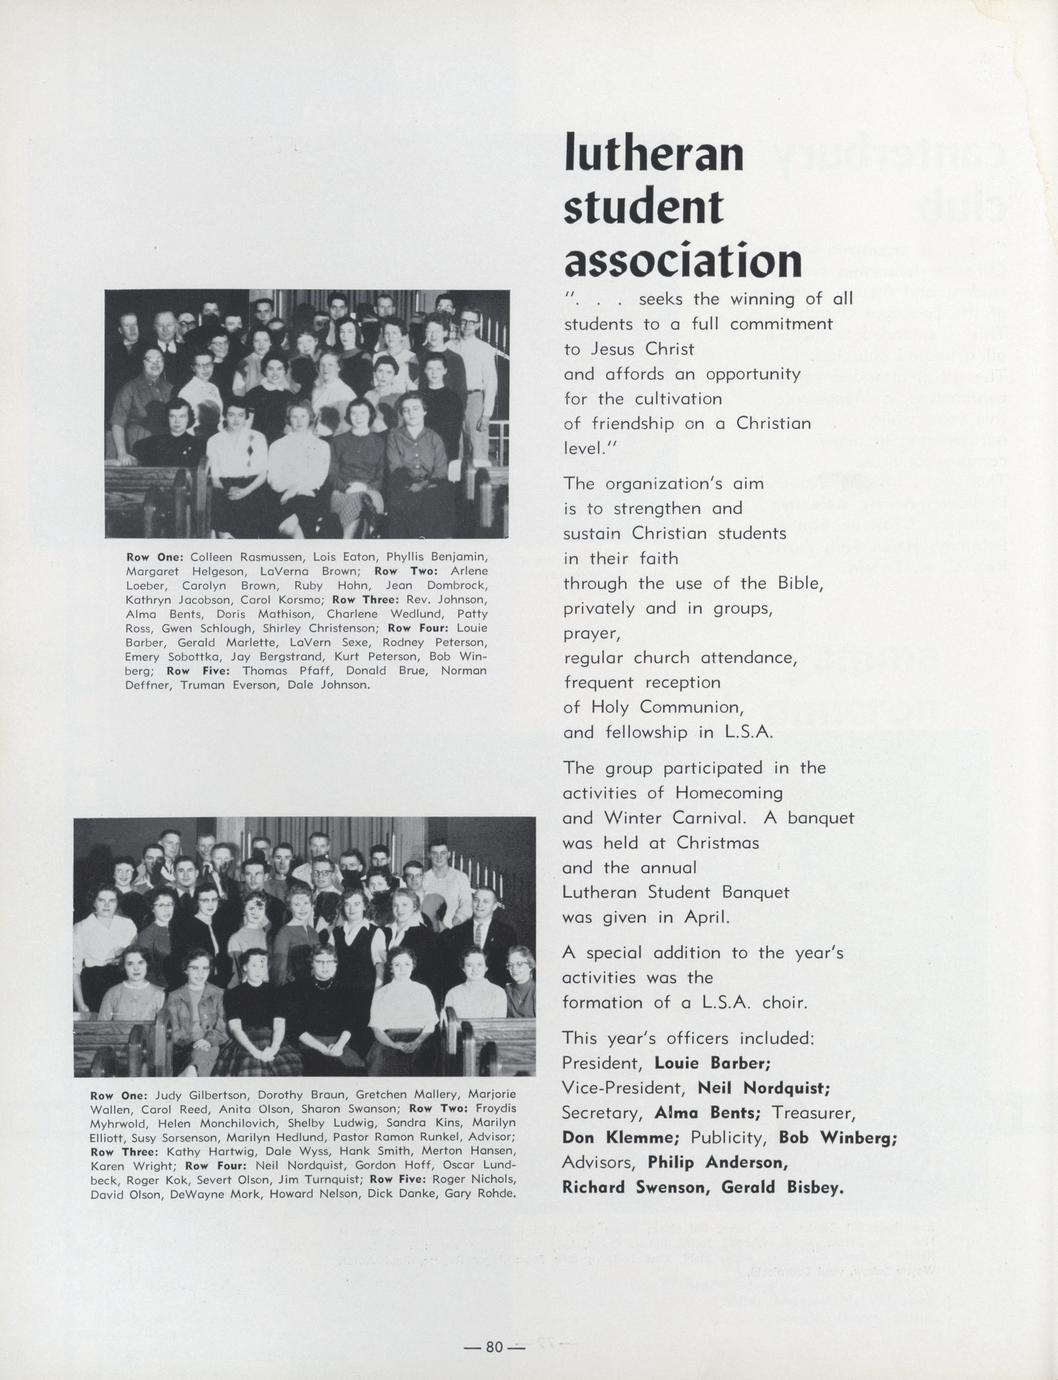 lutheran
student
association
". . . seeks the winning of all
students to a full commitment
to Jesus Christ
and affords an opportunity
for the cultivation
of friendship on a Christian
level."
The organization's aim
is to strengthen and
sustain Christian students
in their faith
through the use of the Bible,
privately and in groups,
prayer,
regular church attendance,
frequent reception
of Holy Communion,
and fellowship in L.S.A.
The group participated in the
activities of Homecoming
and Winter Carnival. A banquet
was held at Christmas
and the annual
Lutheran Student Banquet
was given in April.
A special addition to the year's
activities was the
formation of a L.S.A. choir.
This year's officers included:
President, Louie Barber;
Vice-President, Neil Nordquist;
Secretary, Alma Bents; Treasurer,
Don Klemme; Publicity, Bob Winberg;
Advisors, Philip Anderson,
Richard Swenson, Gerald Bisbey.
Row One: Colleen Rasmussen, Lois Eaton, Phyllis Benjamin,
Margaret Helgeson, LaVerna Brown; Row Two: Arlene
Loeber, Carolyn Brown, Ruby Hohn, Jean Dombrock,
Kathryn Jacobson, Carol Korsmo; Row Three: Rev. Johnson,
Alma Bents, Doris Mathison, Charlene Wedlund, Patty
Ross, Gwen Schlough, Shirley Christenson; Row Four: Louie
Barber, Gerald Marlette, LaVern Sexe, Rodney Peterson,
Emery Sobottka, Jay Bergstrand, Kurt Peterson, Bob Win-
berg; Row Five: Thomas Pfaff, Donald Brue, Norman
Deffner, Truman Everson, Dale Johnson.
Row One: Judy Gilbertson, Dorothy Braun, Gretchen Mallery, Marjorie
Wallen, Carol Reed, Anita Olson, Sharon Swanson; Row Two: Froydis
Myhrwold, Helen Monchilovich, Shelby Ludwig, Sandra Kins, Marilyn
Elliott, Susy Sorsenson, Marilyn Hedlund, Pastor Ramon Runkel, Advisor;
Row Three: Kathy Hartwig, Dale Wyss, Hank Smith, Merton Hansen,
Karen Wright; Row Four: Neil Nordquist, Gordon Hoff, Oscar Lund-
beck, Roger Kok, Severt Olson, Jim Turnquist; Row Five: Roger Nichols,
David Olson, DeWayne Mork, Howard Nelson, Dick Danke, Gary Rohde.
— 80 —